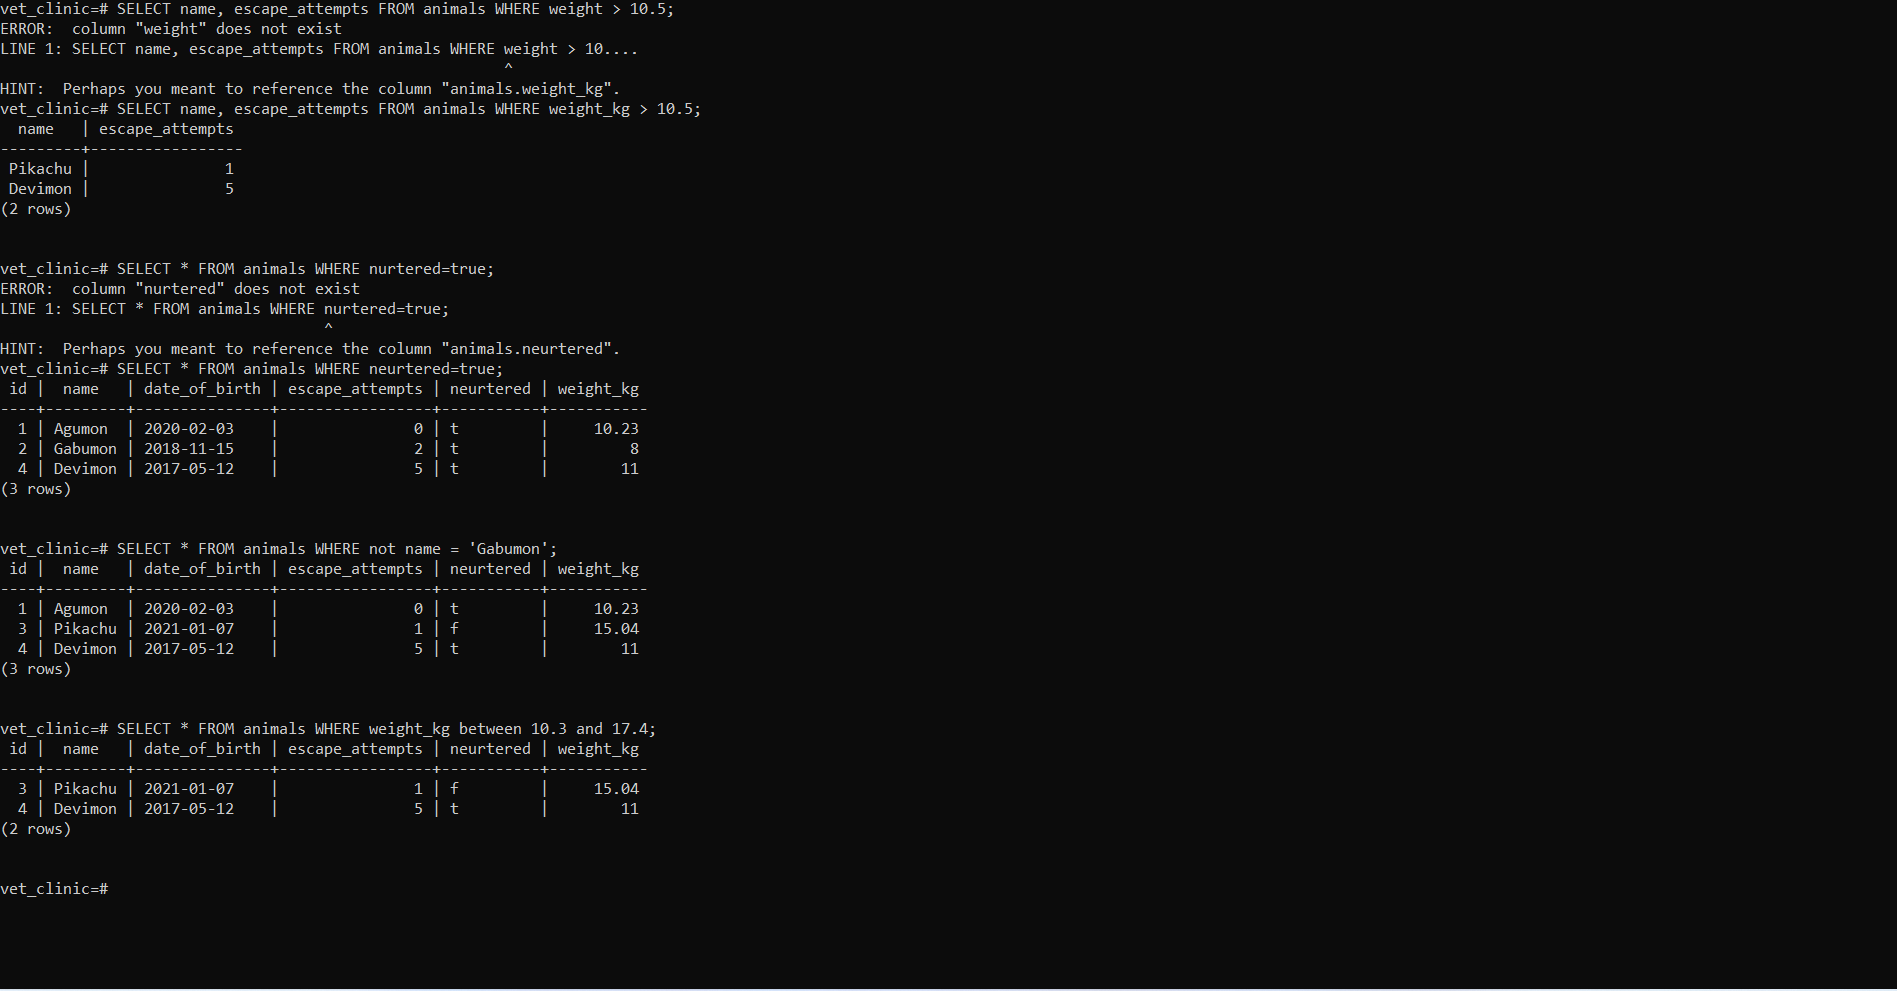 vet_clinic=# SELECT name, escape_attempts FROM animals WHERE weight > 10.5;
ERROR:  column "weight" does not exist
LINE 1: SELECT name, escape_attempts FROM animals WHERE weight > 10....
                                                        ^
HINT:  Perhaps you meant to reference the column "animals.weight_kg".
vet_clinic=# SELECT name, escape_attempts FROM animals WHERE weight_kg > 10.5;
  name   | escape_attempts
---------+-----------------
 Pikachu |               1
 Devimon |               5
(2 rows)
vet_clinic=# SELECT * FROM animals WHERE nurtered=true;
ERROR:  column "nurtered" does not exist
LINE 1: SELECT * FROM animals WHERE nurtered=true;
                                    ^
HINT:  Perhaps you meant to reference the column "animals.neurtered".
vet_clinic=# SELECT * FROM animals WHERE neurtered=true;
 id |  name   | date_of_birth | escape_attempts | neurtered | weight_kg
----+---------+---------------+-----------------+-----------+-----------
  1 | Agumon  | 2020-02-03    |               0 | t         |     10.23
  2 | Gabumon | 2018-11-15    |               2 | t         |         8
  4 | Devimon | 2017-05-12    |               5 | t         |        11
(3 rows)
vet_clinic=# SELECT * FROM animals WHERE not name = 'Gabumon';
 id |  name   | date_of_birth | escape_attempts | neurtered | weight_kg
----+---------+---------------+-----------------+-----------+-----------
  1 | Agumon  | 2020-02-03    |               0 | t         |     10.23
  3 | Pikachu | 2021-01-07    |               1 | f         |     15.04
  4 | Devimon | 2017-05-12    |               5 | t         |        11
(3 rows)
vet_clinic=# SELECT * FROM animals WHERE weight_kg between 10.3 and 17.4;
 id |  name   | date_of_birth | escape_attempts | neurtered | weight_kg
----+---------+---------------+-----------------+-----------+-----------
  3 | Pikachu | 2021-01-07    |               1 | f         |     15.04
  4 | Devimon | 2017-05-12    |               5 | t         |        11
(2 rows)
vet_clinic=#